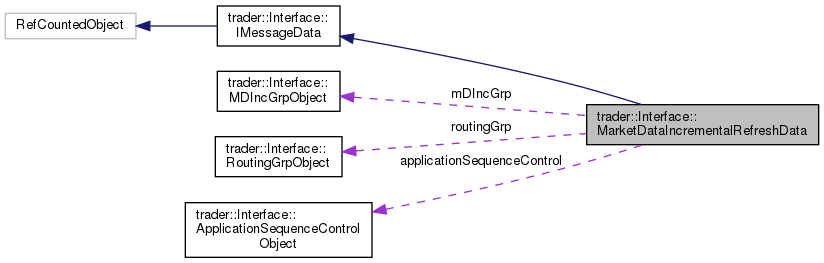 RefCountedObject
trader::Interface::
IMessageData
trader::Interface::
MDIncGrpObject
mDIncGrp
trader::Interface::
MarketDataIncrementalRefreshData
routingGrp
trader::Interface::
RoutingGrpObject
applicationSequenceControl
trader::Interface::
ApplicationSequenceControl
Object